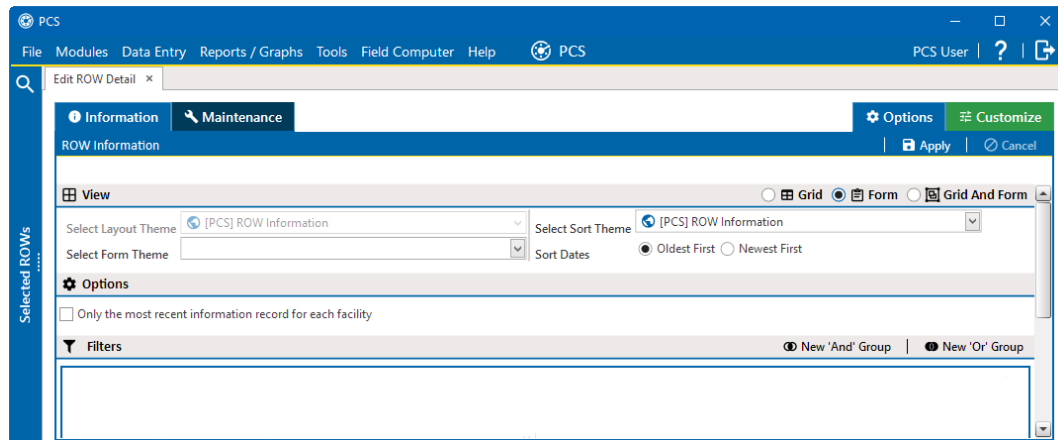 PCS
File Modules Data Entry Reports / Graphs Tools Field Computer Help PCS PCS User ?
Edit ROW Detail ×
Information Maintenance Options Customize
ROW Information Apply Cancel
View Grid Form Grid And Form
Select Layout Theme [PCS] ROW Information Select Sort Theme [PCS] ROW Information
Select Form Theme Sort Dates Oldest First Newest First
Options
Only the most recent information record for each facility
Filters New 'And' Group New 'Or' Group
Selected ROWs